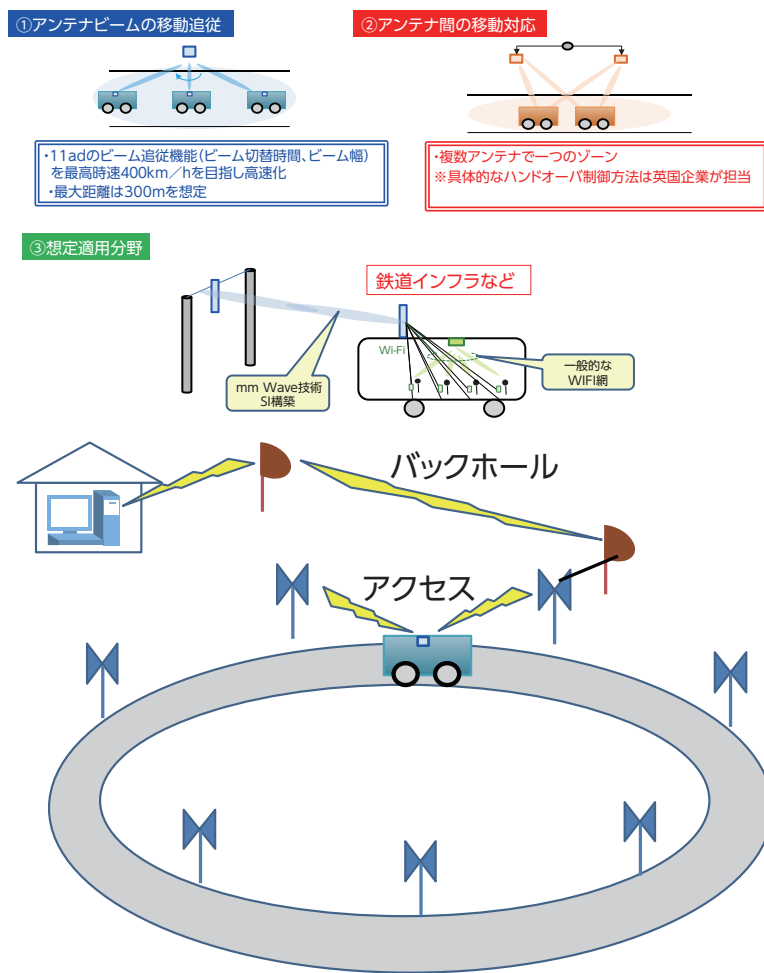 ①アンテナビームの移動追従
②アンテナ間の移動対応
・11adのビーム追従機能(ビーム切替時間、ビーム幅)
を最高時速400km/hを目指し高速化
・最大距離は300mを想定
・複数アンテナで一つのゾーン
※具体的なハンドオーバ制御方法は英国企業が担当
③想定適用分野
鉄道インフラなど
Wi-Fi
mm Wave技術
SI構築
一般的な
WIFI網
バックホール
アクセス